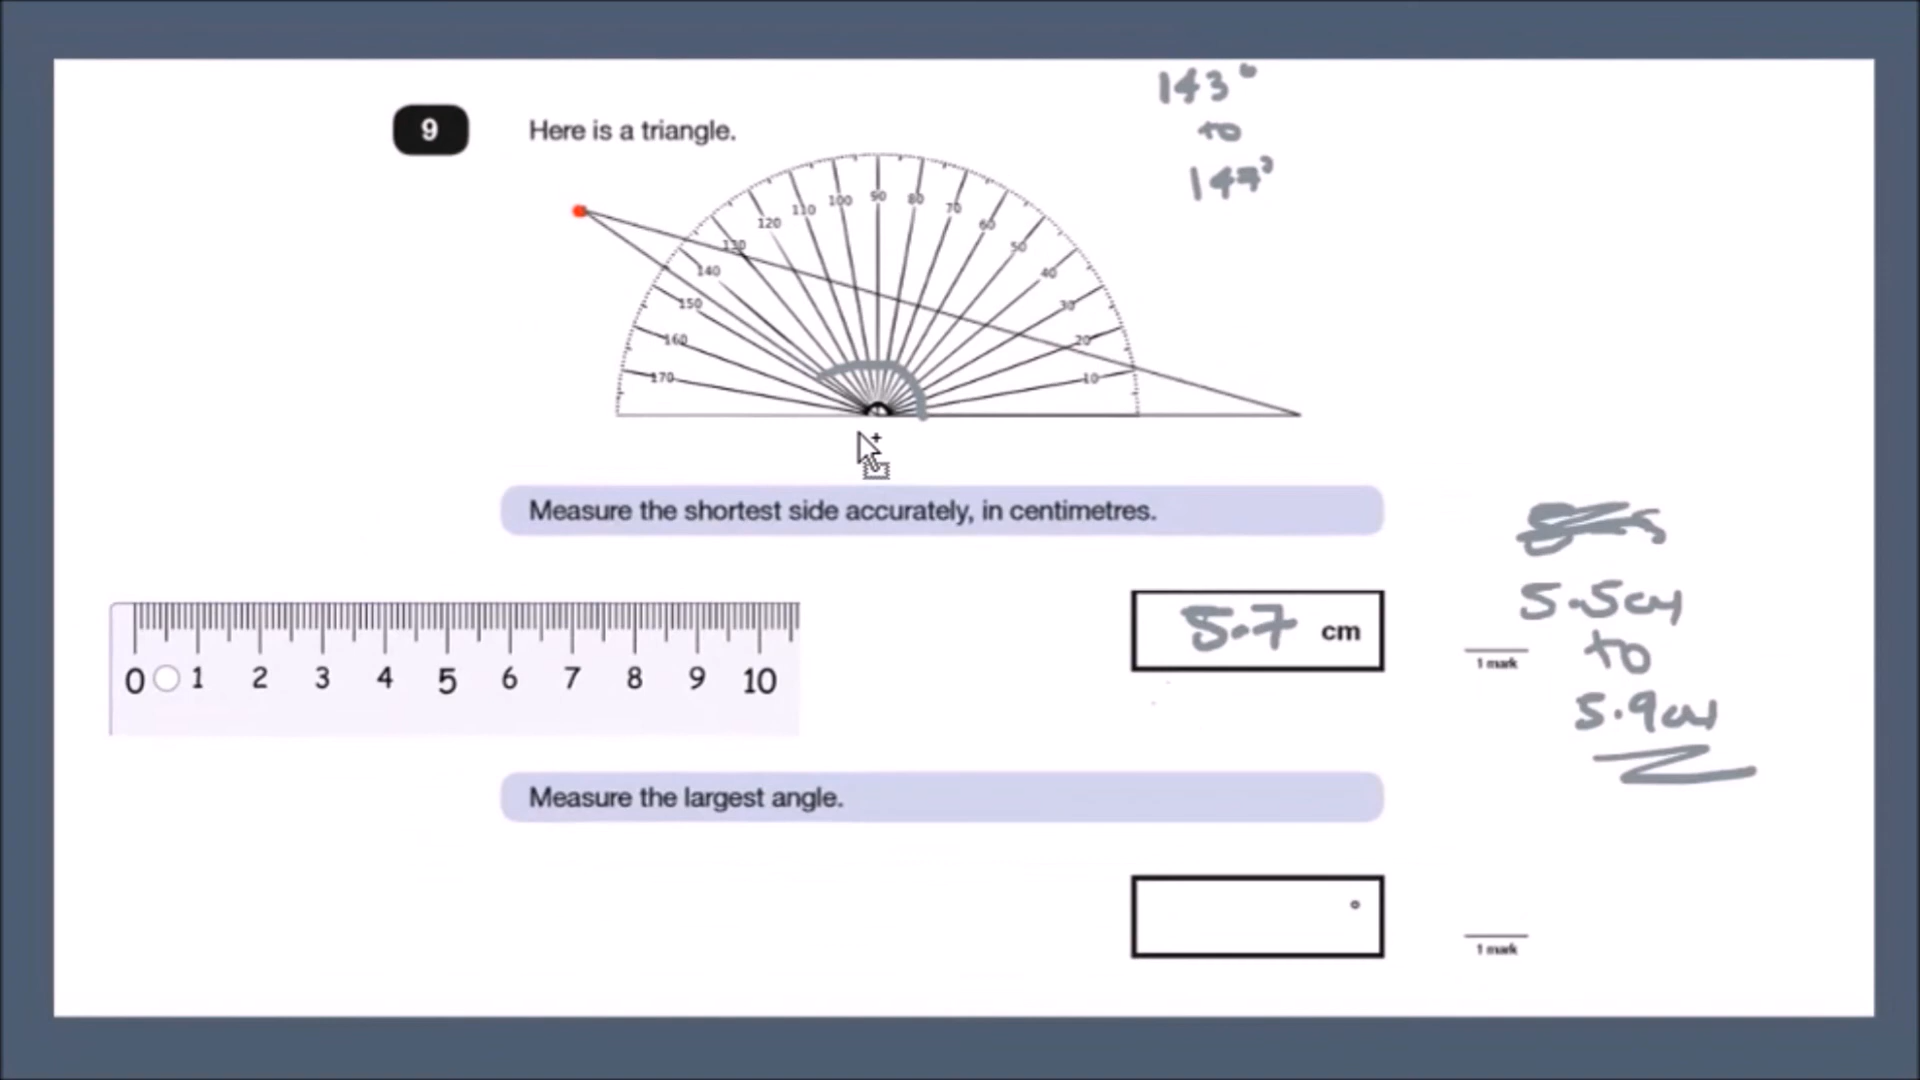 143°
to
147°
9 Here is a triangle.
90
100 80
110 70
120 60
130 50
140 40
150 30
160 20
170 10
Measure the shortest side accurately, in centimetres.
5.7 cm
5.5cm
to
5.9cm
1 mark
0 1 2 3 4 5 6 7 8 9 10
Measure the largest angle.
°
1 mark